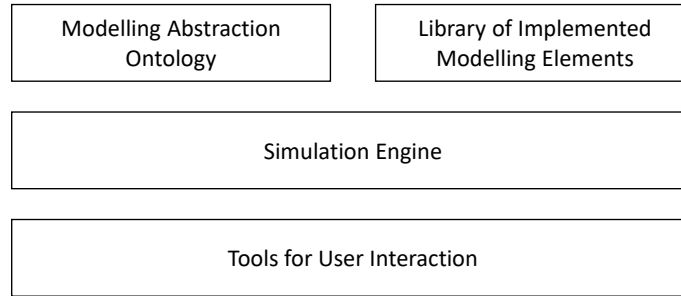 Modelling Abstraction
Ontology
Library of Implemented
Modelling Elements
Simulation Engine
Tools for User Interaction